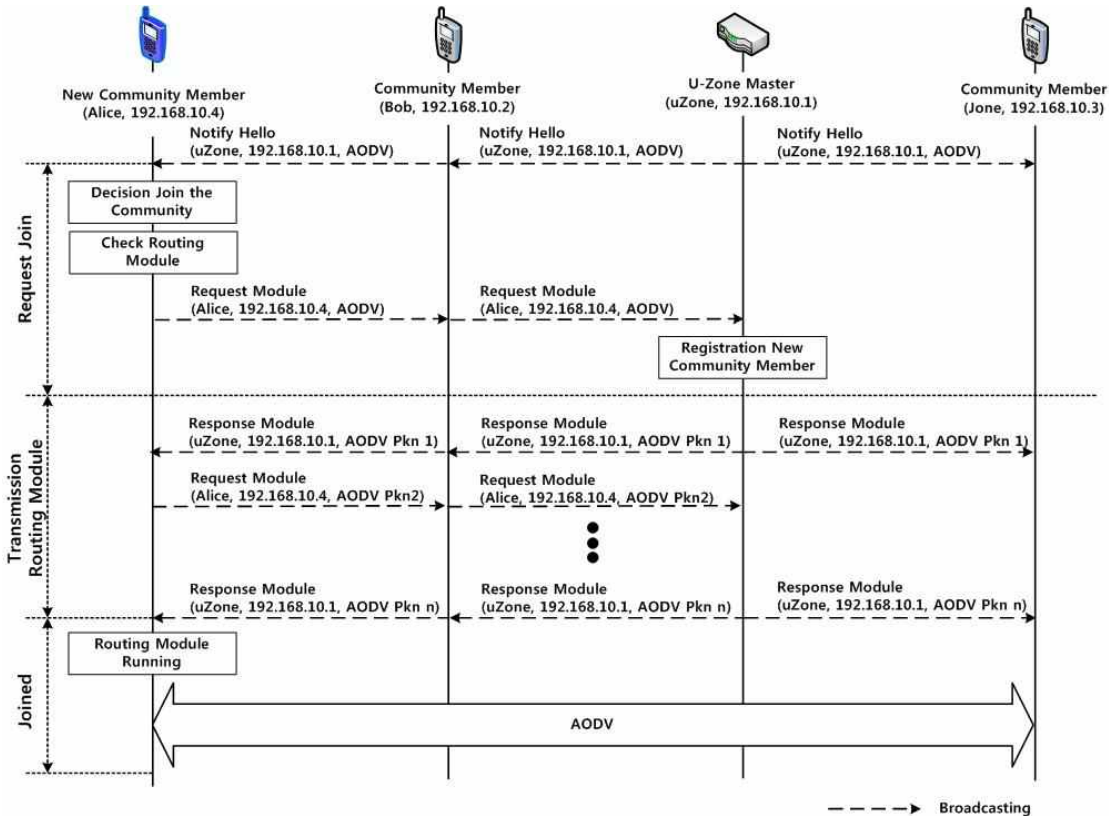 New Community Member
(Alice, 192.168.10.4)
Community Member
(Bob, 192.168.10.2)
U-Zone Master
(uZone, 192.168.10.1)
Community Member
(Jone, 192.168.10.3)
Notify Hello
(uZone, 192.168.10.1, AODV)
Notify Hello
(uZone, 192.168.10.1, AODV)
Notify Hello
(uZone, 192.168.10.1, AODV)
Request Join
Decision Join the
Community
Check Routing
Module
Request Module
(Alice, 192.168.10.4, AODV)
Request Module
(Alice, 192.168.10.4, AODV)
Registration New
Community Member
Transmission
Routing Module
Response Module
(uZone, 192.168.10.1, AODV Pkn 1)
Response Module
(uZone, 192.168.10.1, AODV Pkn 1)
Response Module
(uZone, 192.168.10.1, AODV Pkn 1)
Request Module
(Alice, 192.168.10.4, AODV Pkn2)
Request Module
(Alice, 192.168.10.4, AODV Pkn2)
Response Module
(uZone, 192.168.10.1, AODV Pkn n)
Response Module
(uZone, 192.168.10.1, AODV Pkn n)
Response Module
(uZone, 192.168.10.1, AODV Pkn n)
Joined
Routing Module
Running
AODV
Broadcasting